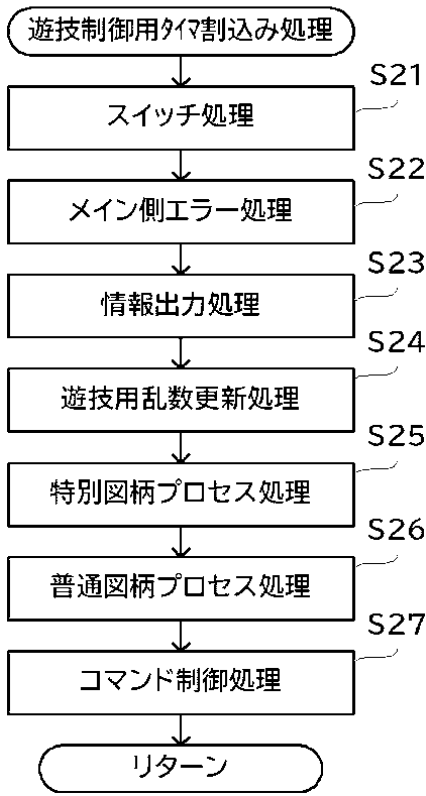 遊技制御用ﾀｲﾏ割込み処理
S21
スイッチ処理
S22
メイン側エラー処理
S23
情報出力処理
S24
遊技用乱数更新処理
S25
特別図柄プロセス処理
S26
普通図柄プロセス処理
S27
コマンド制御処理
リターン